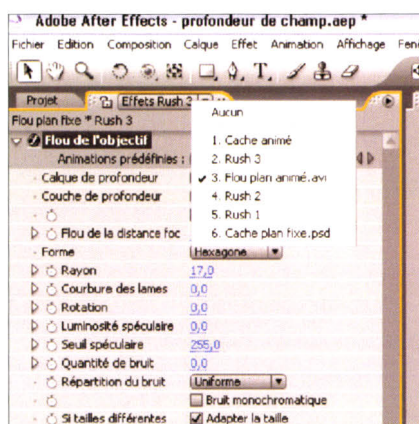 Adobe After Effects - profondeur de champ.aep *
Fichier Edition Composition Calque Effet Animation Affichage
Projet Effets Rush 3
Flou plan fixe * Rush 3
Flou de l'objectif
Animations prédéfinies :
Calque de profondeur
Couche de profondeur
Flou de la distance foc
Forme Hexagone
Rayon 17,0
Courbure des lames 0,0
Rotation 0,0
Luminosité spéculaire 0,0
Seuil spéculaire 255,0
Quantité de bruit 0,0
Répartition du bruit Uniforme
Bruit monochromatique
Si tailles différentes Adapter la taille
Aucun
1. Cache animé
2. Rush 3
3. Flou plan animé.avi
4. Rush 2
5. Rush 1
6. Cache plan fixe.psd